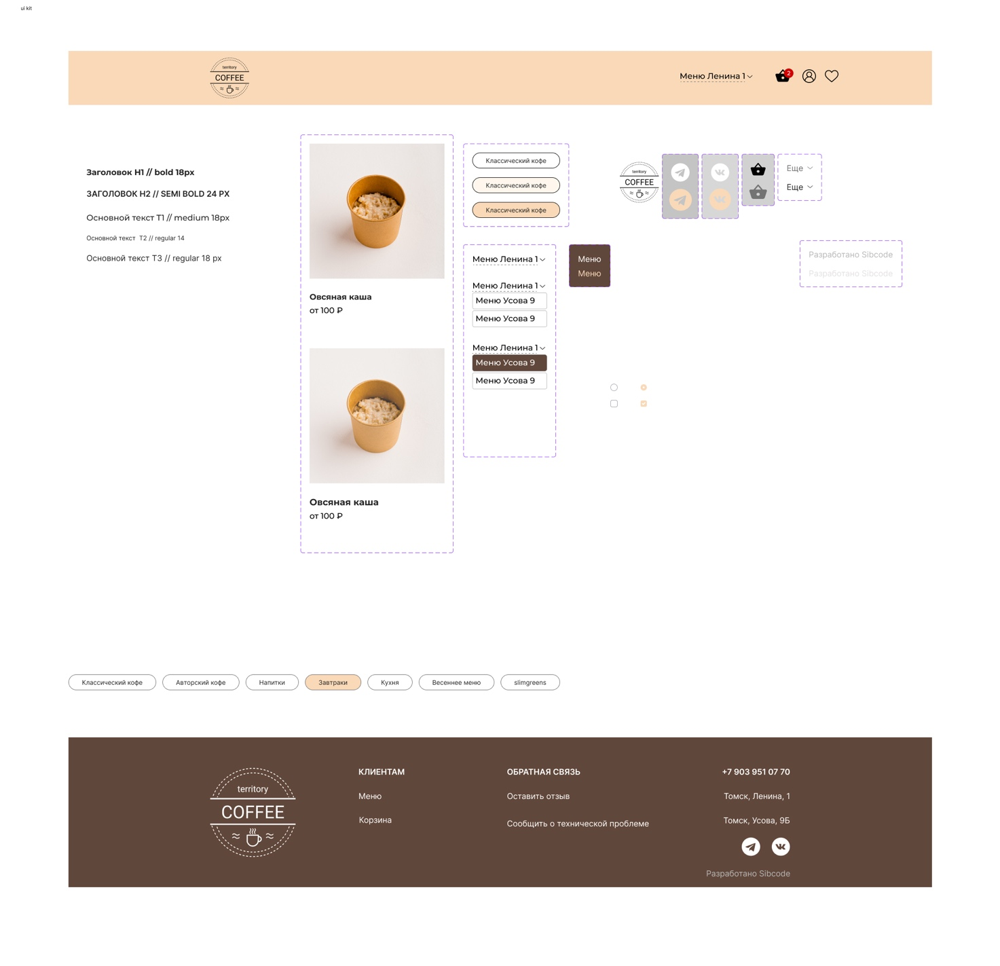 ui kit
territory
COFFEE
Меню Ленина 1
2
Заголовок H1 // bold 18px
ЗАГОЛОВОК H2 // SEMI BOLD 24 PX
Основной текст T1 // medium 18px
Основной текст T2 // regular 14
Основной текст T3 // regular 18 px
Овсяная каша
от 100 ₽
Овсяная каша
от 100 ₽
Классический кофе
Классический кофе
Классический кофе
Меню Ленина 1
Меню Ленина 1
Меню Усова 9
Меню Усова 9
Меню Ленина 1
Меню Усова 9
Меню Усова 9
Меню
Меню
territory
COFFEE
Еще
Еще
Разработано Sibcode
Разработано Sibcode
Классический кофе
Авторский кофе
Напитки
Завтраки
Кухня
Весеннее меню
slimgreens
territory
COFFEE
КЛИЕНТАМ
Меню
Корзина
ОБРАТНАЯ СВЯЗЬ
Оставить отзыв
Сообщить о технической проблеме
+7 903 951 07 70
Томск, Ленина, 1
Томск, Усова, 9Б
Разработано Sibcode